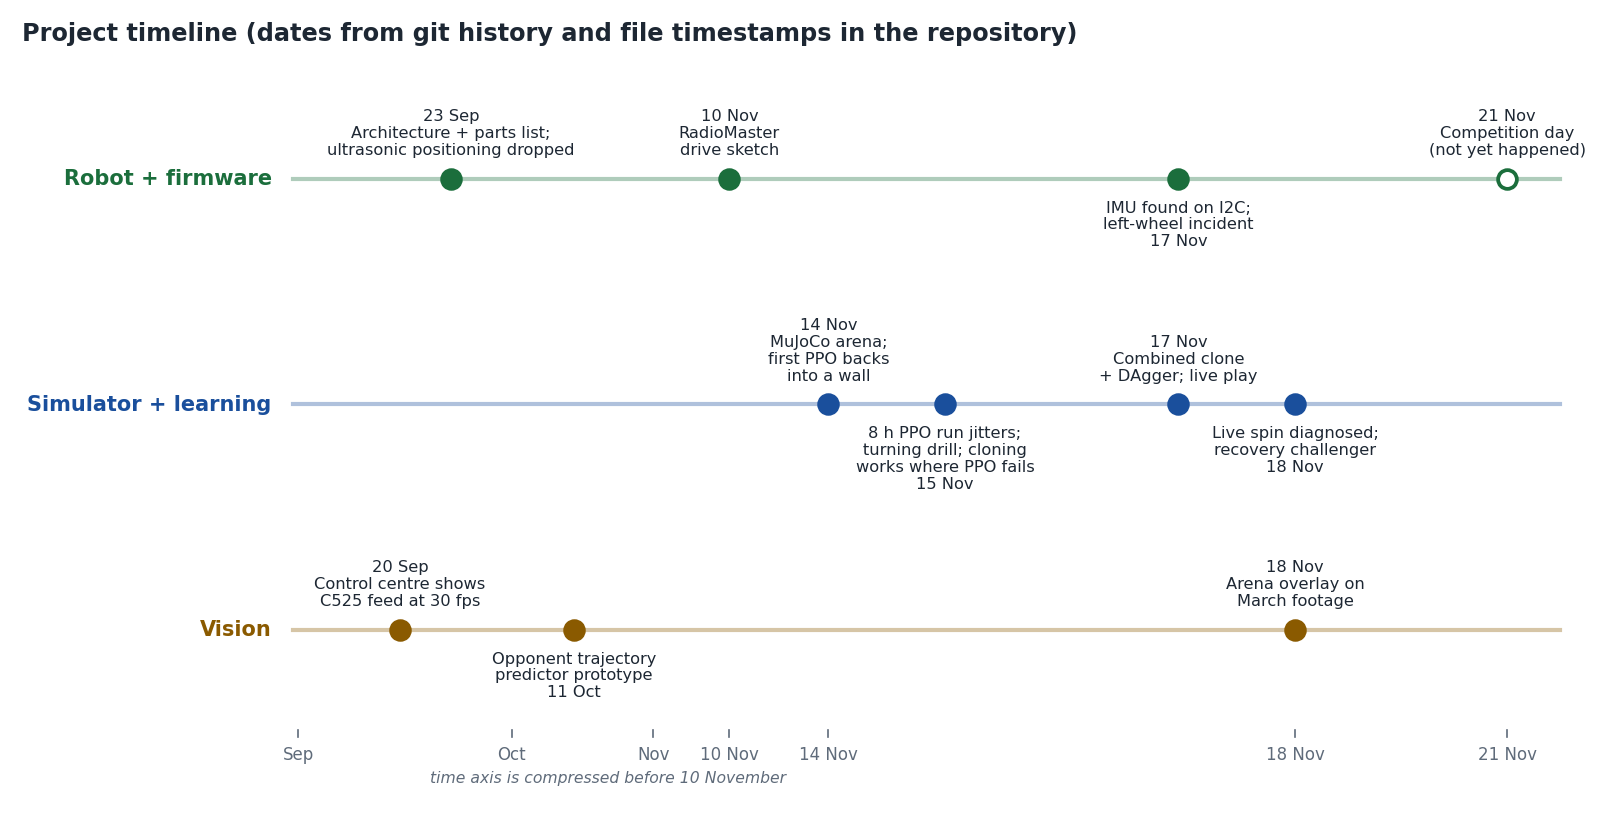 Project timeline (dates from git history and file timestamps in the repository)
23 Sep
Architecture + parts list;
ultrasonic positioning dropped
10 Nov
RadioMaster
drive sketch
21 Nov
Competition day
(not yet happened)
Robot + firmware
IMU found on I2C;
left-wheel incident
17 Nov
14 Nov
MuJoCo arena;
first PPO backs
into a wall
17 Nov
Combined clone
+ DAgger; live play
Simulator + learning
8 h PPO run jitters;
turning drill; cloning
works where PPO fails
15 Nov
Live spin diagnosed;
recovery challenger
18 Nov
20 Sep
Control centre shows
C525 feed at 30 fps
18 Nov
Arena overlay on
March footage
Vision
Opponent trajectory
predictor prototype
11 Oct
Sep
Oct
Nov
10 Nov
14 Nov
18 Nov
21 Nov
time axis is compressed before 10 November